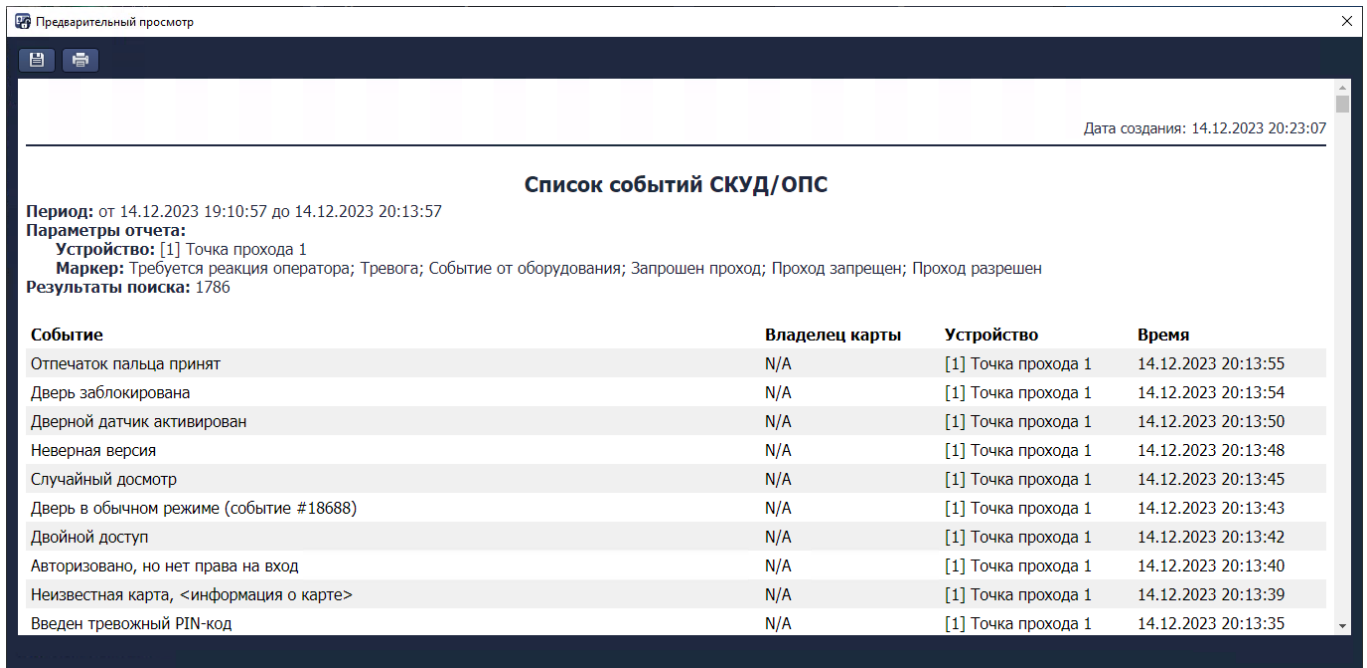 Предварительный просмотр
Дата создания: 14.12.2023 20:23:07
Список событий СКУД/ОПС
Период: от 14.12.2023 19:10:57 до 14.12.2023 20:13:57
Параметры отчета:
Устройство: [1] Точка прохода 1
Маркер: Требуется реакция оператора; Тревога; Событие от оборудования; Запрошен проход; Проход запрещен; Проход разрешен
Результаты поиска: 1786
Событие Владелец карты Устройство Время
Отпечаток пальца принят N/A [1] Точка прохода 1 14.12.2023 20:13:55
Дверь заблокирована N/A [1] Точка прохода 1 14.12.2023 20:13:54
Дверной датчик активирован N/A [1] Точка прохода 1 14.12.2023 20:13:50
Неверная версия N/A [1] Точка прохода 1 14.12.2023 20:13:48
Случайный досмотр N/A [1] Точка прохода 1 14.12.2023 20:13:45
Дверь в обычном режиме (событие #18688) N/A [1] Точка прохода 1 14.12.2023 20:13:43
Двойной доступ N/A [1] Точка прохода 1 14.12.2023 20:13:42
Авторизовано, но нет права на вход N/A [1] Точка прохода 1 14.12.2023 20:13:40
Неизвестная карта, <информация о карте> N/A [1] Точка прохода 1 14.12.2023 20:13:39
Введен тревожный PIN-код N/A [1] Точка прохода 1 14.12.2023 20:13:35